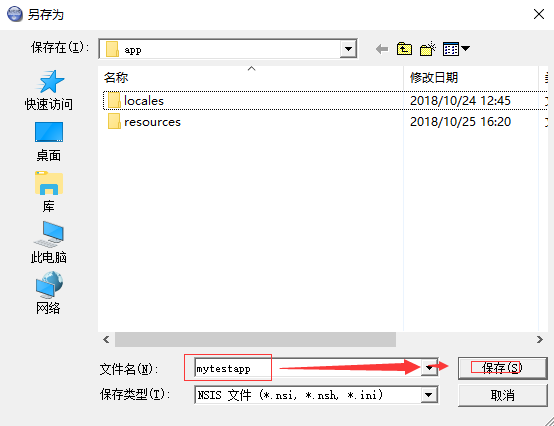 另存为
保存在(I):
app
快速访问
桌面
库
此电脑
网络
名称
修改日期
locales
2018/10/24 12:45
resources
2018/10/25 16:20
文件名(N):
mytestapp
保存(S)
保存类型(T):
NSIS 文件 (*.nsi, *.nsh, *.ini)
取消